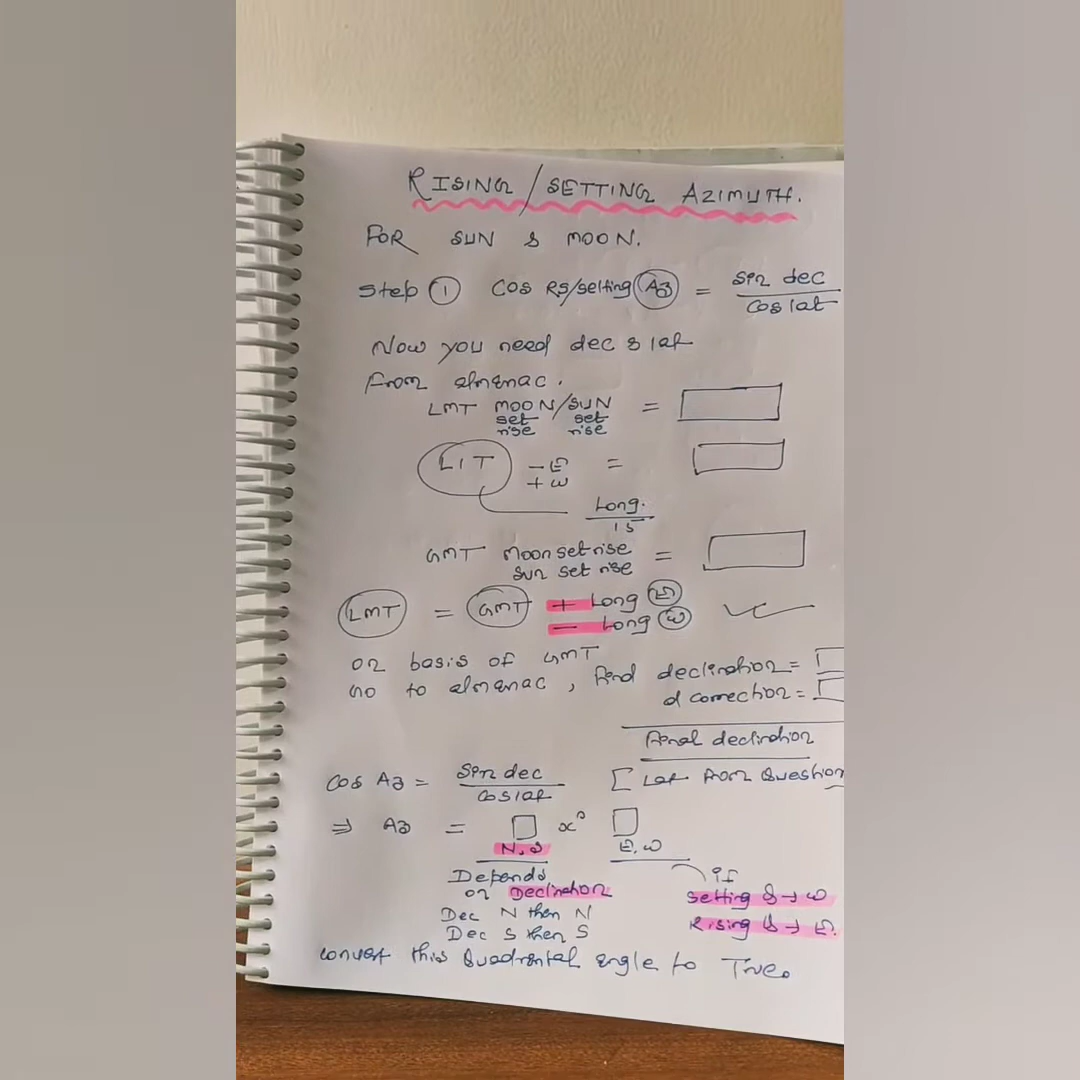 RISING/SETTING AZIMUTH.
FOR SUN & MOON.
Step 1 Cos Rs/setting Az = Sin dec / Cos lat
Now you need dec & lat
from almanac.
LMT MOON/SUN =
set set
rise rise
LIT - E =
+ W
Long.
15
GMT Moon set rise =
Sun set rise
LMT = GMT + Long E
- Long W
on basis of GMT
Go to almanac, find declination =
d correction =
Final declination
Cos Az = Sin dec / Cos lat [Lat from Question
⇒ Az = □ x° □
N.S E.W
Depends if
on Declination setting → W
Dec N then N Rising → E.
Dec S then S
convert this Quadrantal angle to True.